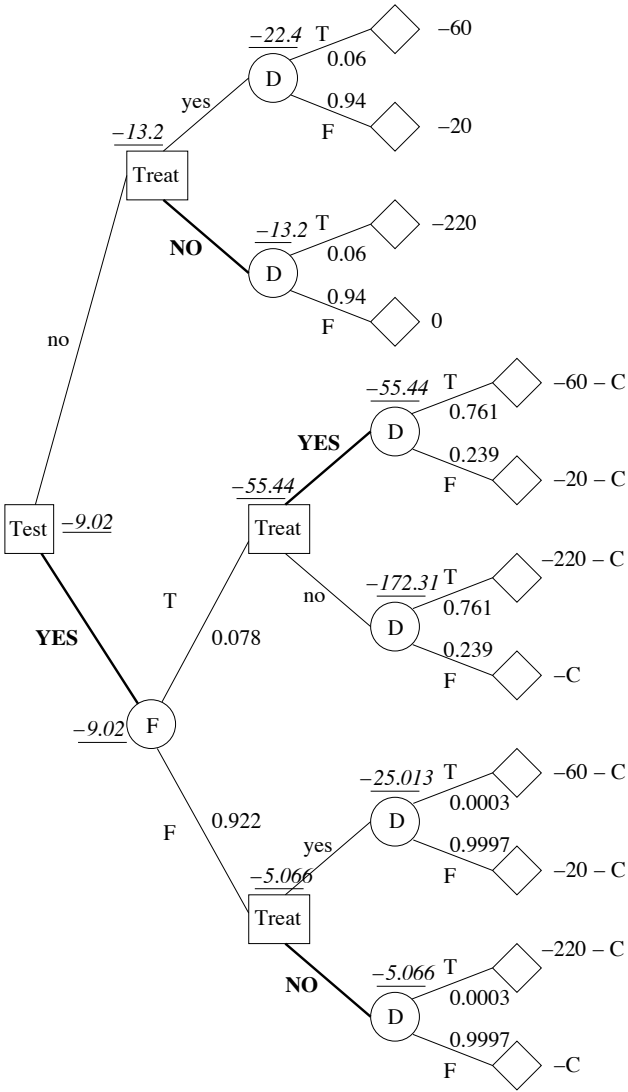 −22.4 T −60
0.06
D
yes 0.94
F −20
−13.2
Treat
−13.2 T −220
NO 0.06
D
0.94
F 0
no
−55.44 T −60 − C
0.761
YES D
0.239
−55.44 F −20 − C
Test −9.02 Treat
−172.31 T −220 − C
no 0.761
T D
YES 0.078 0.239
F −C
−9.02 F
−25.013 T −60 − C
0.0003
F 0.922 D
yes 0.9997
−5.066 F −20 − C
Treat
−5.066 T −220 − C
NO 0.0003
D
0.9997
F −C